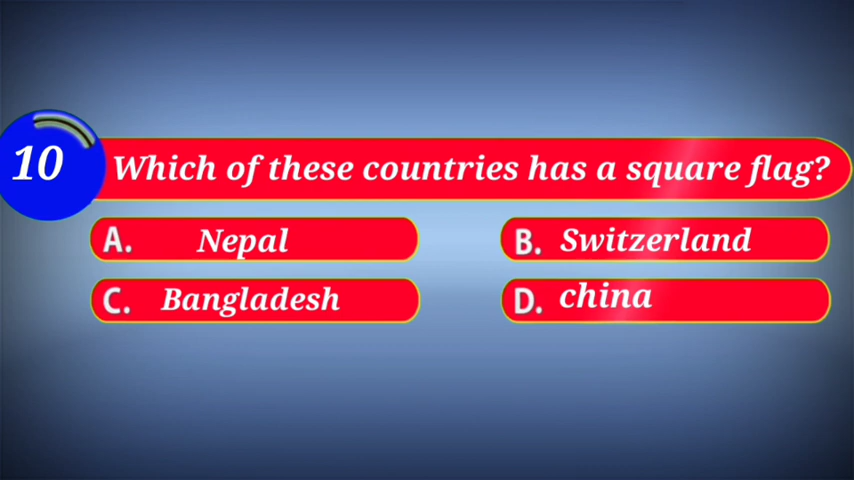 10
Which of these countries has a square flag?
A. Nepal
B. Switzerland
C. Bangladesh
D. china